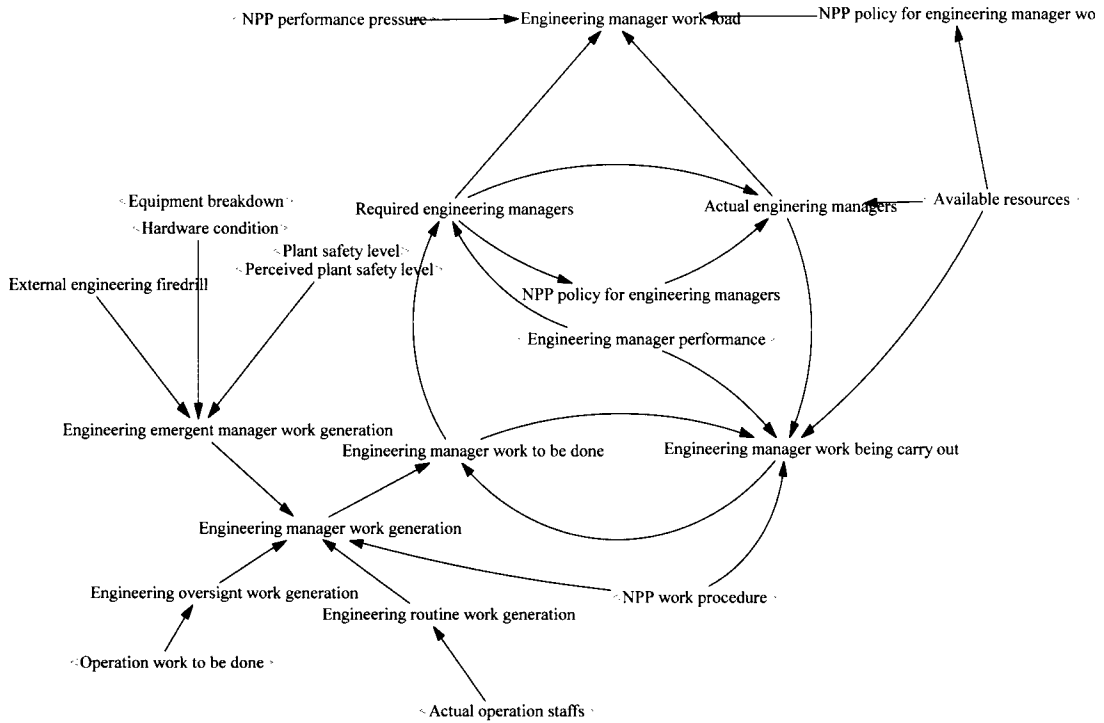 NPP performance pressure
Engineering manager work load
NPP policy for engineering manager wo
Equipment breakdown
Hardware condition
Required engineering managers
Actual enginering managers
Available resources
Plant safety level
Perceived plant safety level
External engineering firedrill
NPP policy for engineering managers
Engineering manager performance
Engineering emergent manager work generation
Engineering manager work to be done
Engineering manager work being carry out
Engineering manager work generation
Engineering oversignt work generation
Engineering routine work generation
NPP work procedure
Operation work to be done
Actual operation staffs